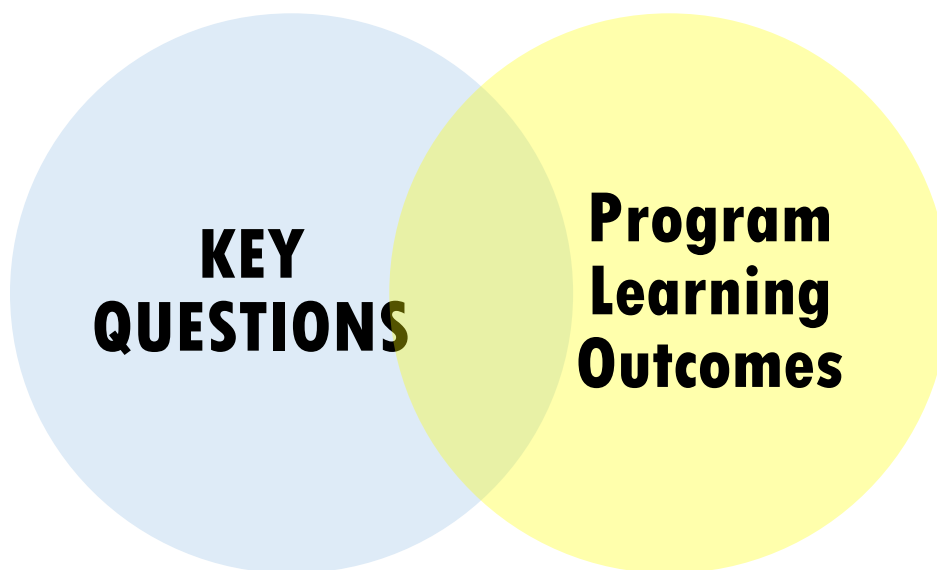 KEY
QUESTIONS
Program
Learning
Outcomes